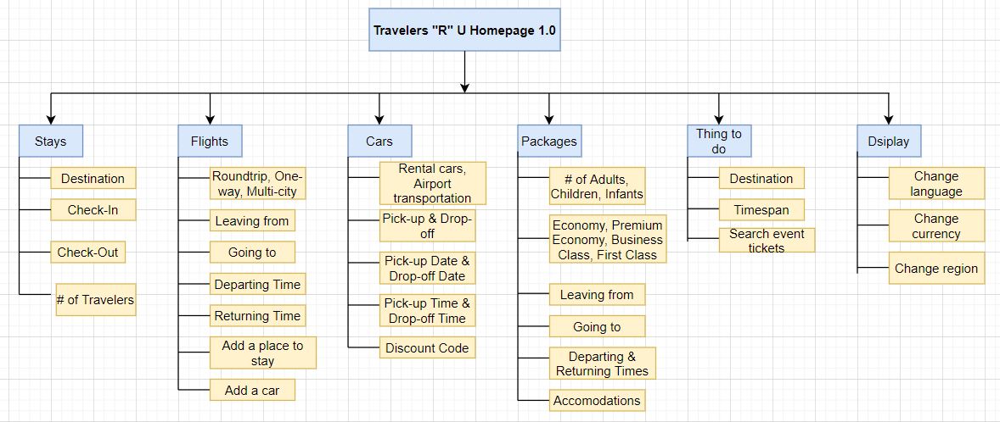 Travelers "R" U Homepage 1.0
Stays
Flights
Cars
Packages
Thing to
do
Dsiplay
Destination
Check-In
Check-Out
# of Travelers
Roundtrip, One-
way, Multi-city
Leaving from
Going to
Departing Time
Returning Time
Add a place to
stay
Add a car
Rental cars,
Airport
transportation
Pick-up & Drop-
off
Pick-up Date &
Drop-off Date
Pick-up Time &
Drop-off Time
Discount Code
# of Adults,
Children, Infants
Economy, Premium
Economy, Business
Class, First Class
Leaving from
Going to
Departing &
Returning Times
Accomodations
Destination
Timespan
Search event
tickets
Change
language
Change
currency
Change region